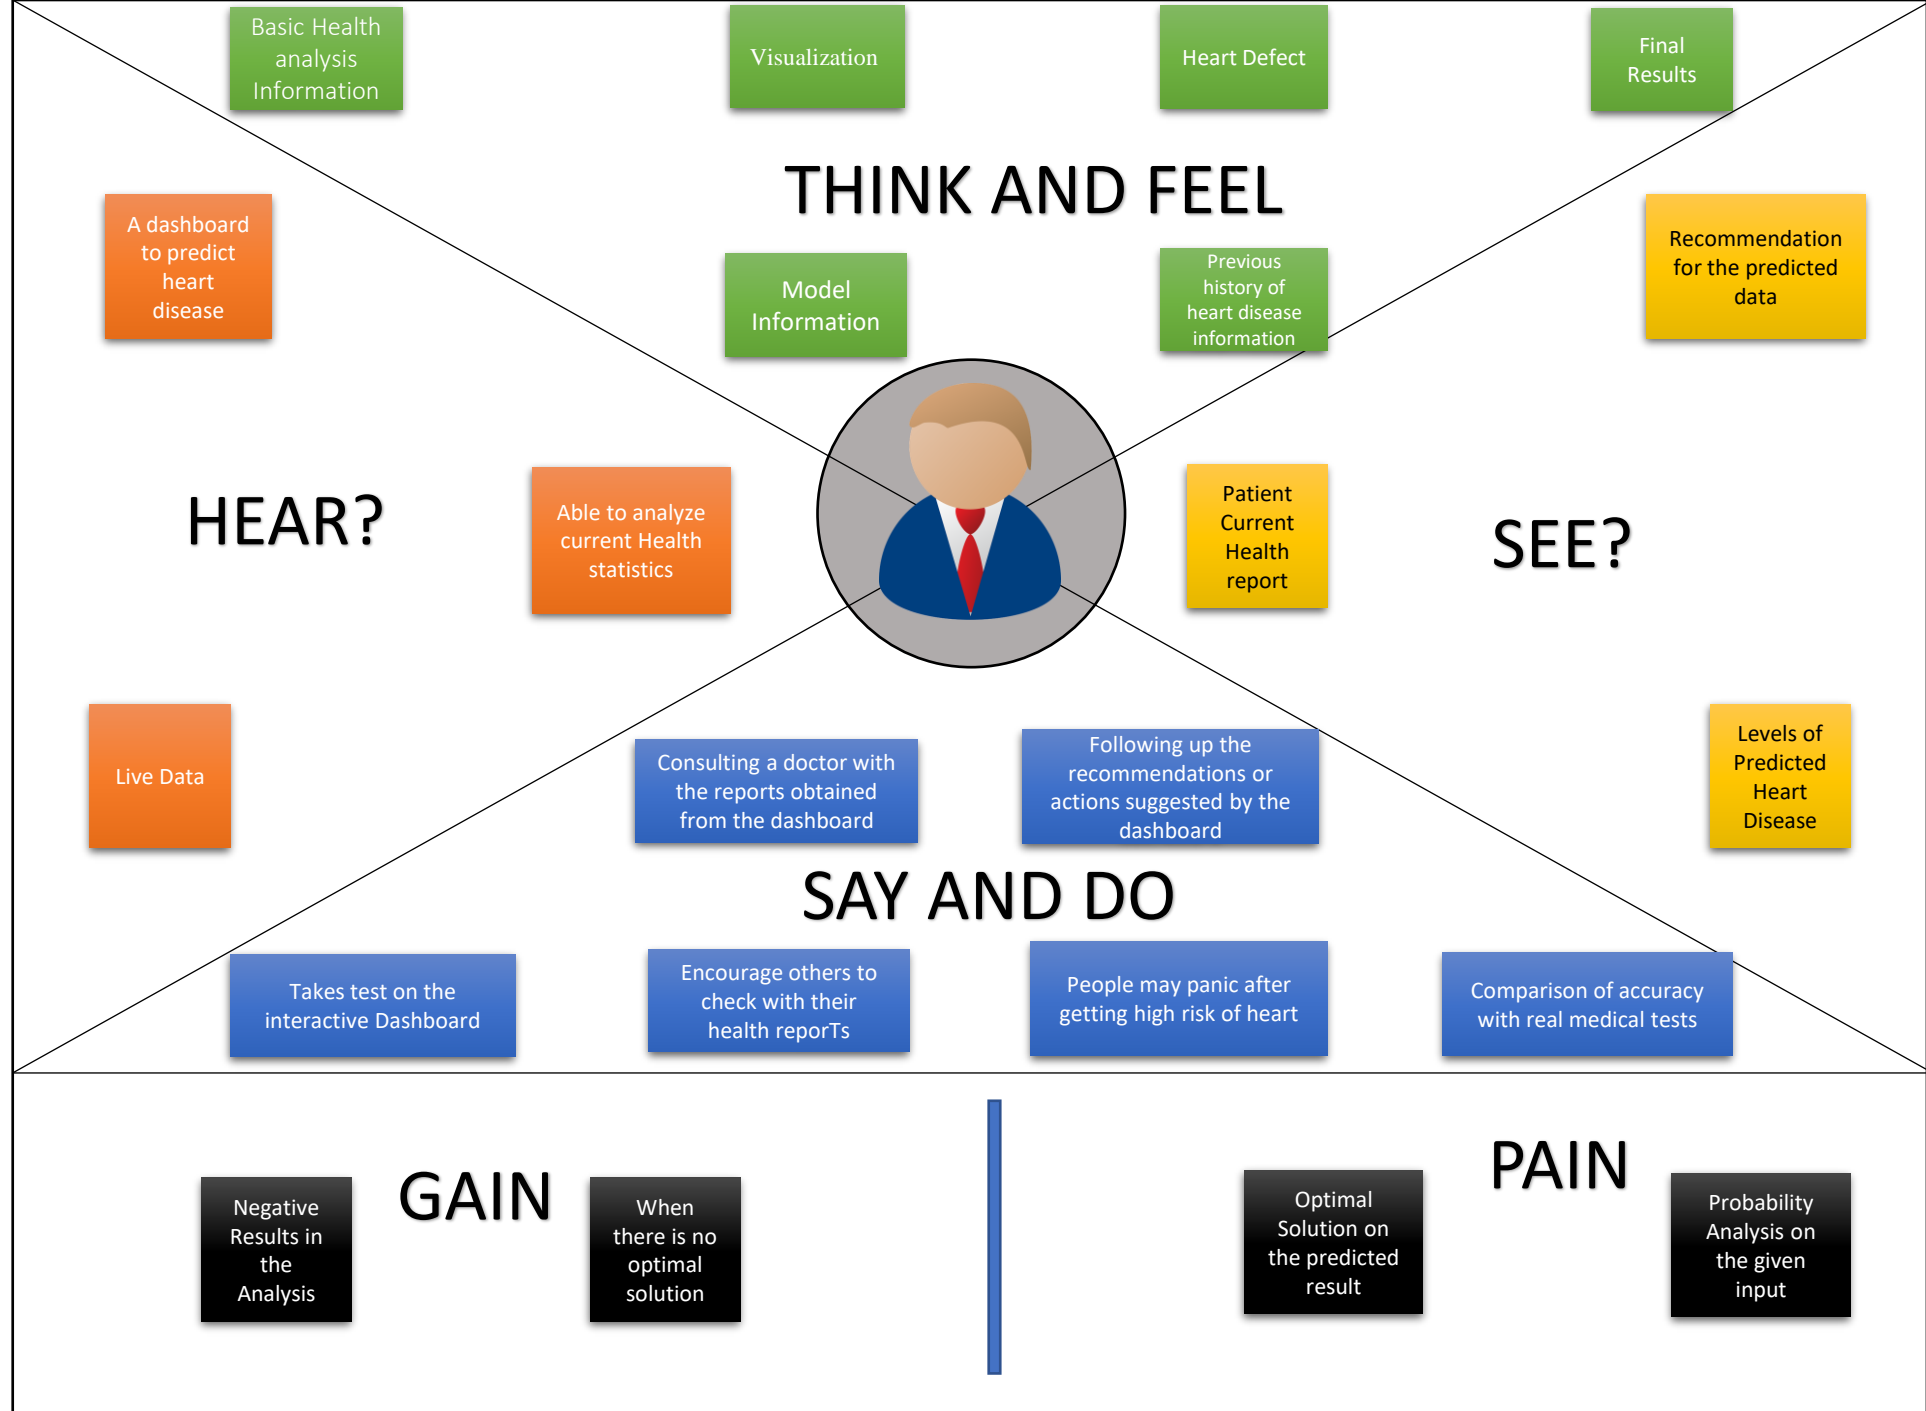 Basic Health
analysis
Information
Visualization
Heart Defect
Final
Results
THINK AND FEEL
A dashboard
to predict
heart
disease
Model
Information
Previous
history of
heart disease
information
Recommendation
for the predicted
data
HEAR?
Able to analyze
current Health
statistics
Patient
Current
Health
report
SEE?
Live Data
Consulting a doctor with
the reports obtained
from the dashboard
Following up the
recommendations or
actions suggested by the
dashboard
Levels of
Predicted
Heart
Disease
SAY AND DO
Takes test on the
interactive Dashboard
Encourage others to
check with their
health reporTs
People may panic after
getting high risk of heart
Comparison of accuracy
with real medical tests
GAIN
Negative
Results in
the
Analysis
When
there is no
optimal
solution
PAIN
Optimal
Solution on
the predicted
result
Probability
Analysis on
the given
input